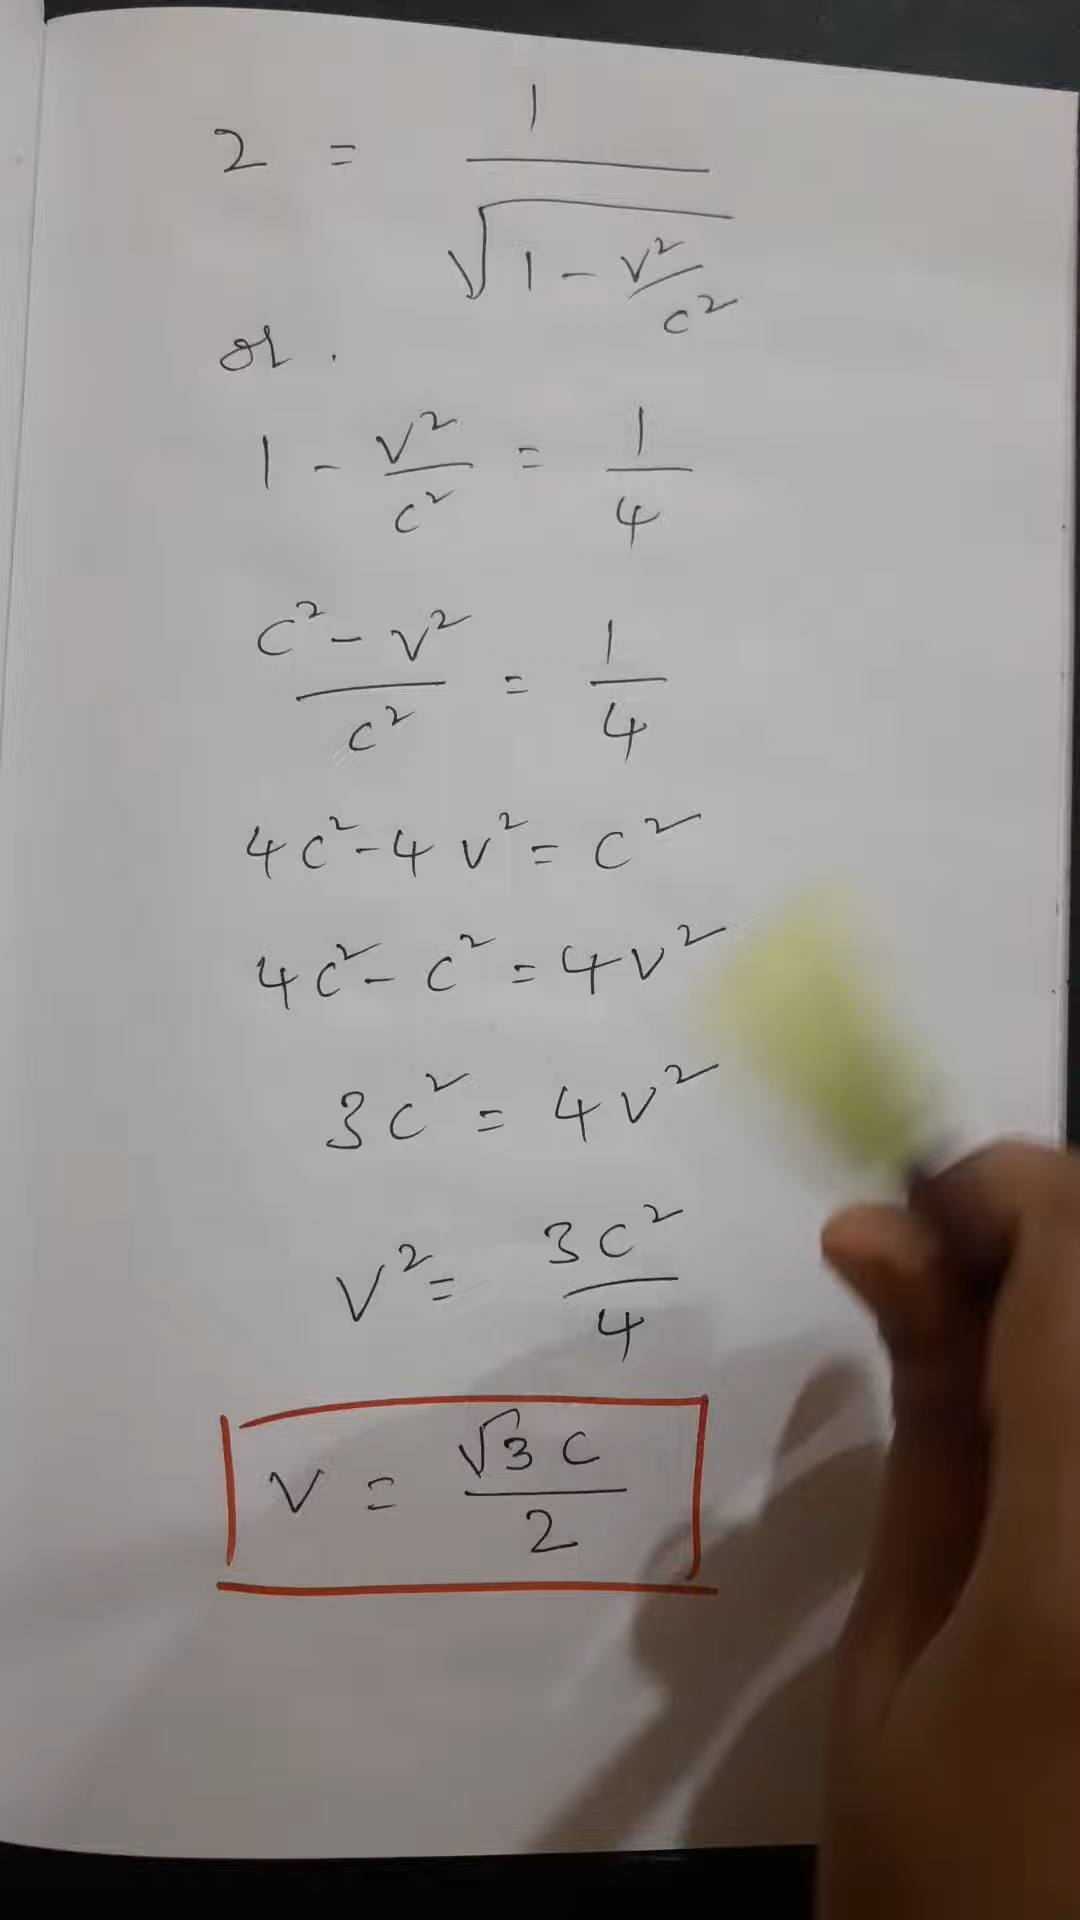 2 = 1 / √(1 - v²/c²)
or .
1 - v²/c² = 1/4
c² - v² / c² = 1/4
4c² - 4v² = c²
4c² - c² = 4v²
3c² = 4v²
v² = 3c²/4
v = √3 c / 2